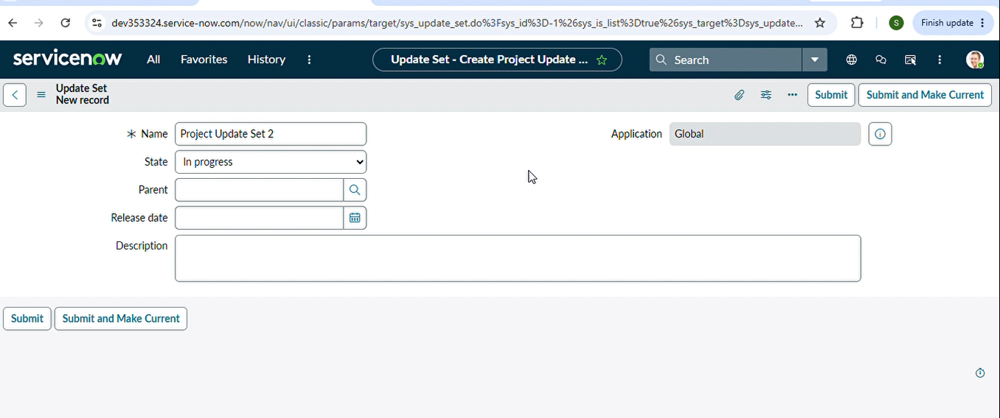 dev353324.service-now.com/now/nav/ui/classic/params/target/sys_update_set.do%3Fsys_id%3D-1%26sys_is_list%3Dtrue%26sys_target%3Dsys_update...
S
Finish update
servicenow
All
Favorites
History
Update Set - Create Project Update ...
Search
Update Set
New record
Submit
Submit and Make Current
Name
Project Update Set 2
Application
Global
State
In progress
Parent
Release date
Description
Submit
Submit and Make Current